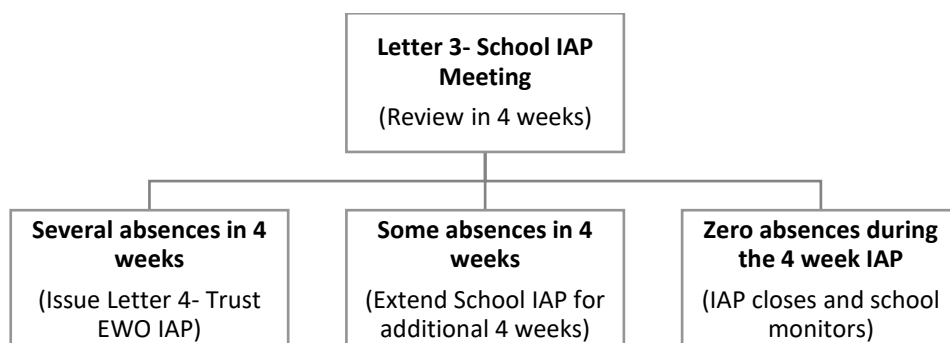 Letter 3- School IAP
Meeting
(Review in 4 weeks)
Several absences in 4
weeks
(Issue Letter 4- Trust
EWO IAP)
Some absences in 4
weeks
(Extend School IAP for
additional 4 weeks)
Zero absences during
the 4 week IAP
(IAP closes and school
monitors)